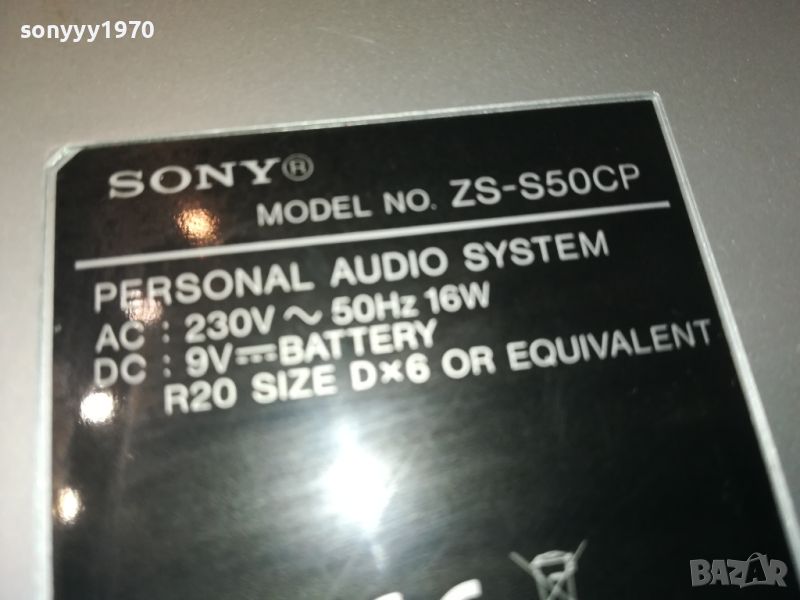 sonyyy1970
SONY®
MODEL NO. ZS-S50CP
PERSONAL AUDIO SYSTEM
AC : 230V ~ 50Hz 16W
DC : 9V⎓BATTERY
R20 SIZE D×6 OR EQUIVALENT
BAZAR